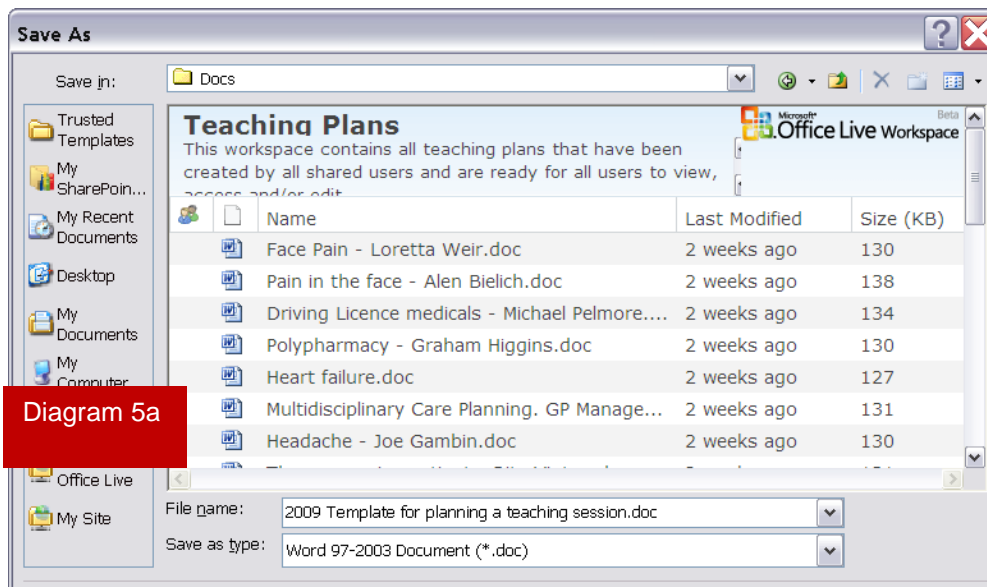 Save As
Save in:
Docs
Trusted
Templates
My
SharePoin...
My Recent
Documents
Desktop
My
Documents
My
Computer
Diagram 5a
Office Live
My Site
Teaching Plans
This workspace contains all teaching plans that have been
created by all shared users and are ready for all users to view,
access and/or edit
Microsoft
Beta
Office Live Workspace
Name Last Modified Size (KB)
Face Pain - Loretta Weir.doc 2 weeks ago 130
Pain in the face - Alen Bielich.doc 2 weeks ago 138
Driving Licence medicals - Michael Pelmore.... 2 weeks ago 134
Polypharmacy - Graham Higgins.doc 2 weeks ago 130
Heart failure.doc 2 weeks ago 127
Multidisciplinary Care Planning. GP Manage... 2 weeks ago 131
Headache - Joe Gambin.doc 2 weeks ago 130
File name: 2009 Template for planning a teaching session.doc
Save as type: Word 97-2003 Document (*.doc)